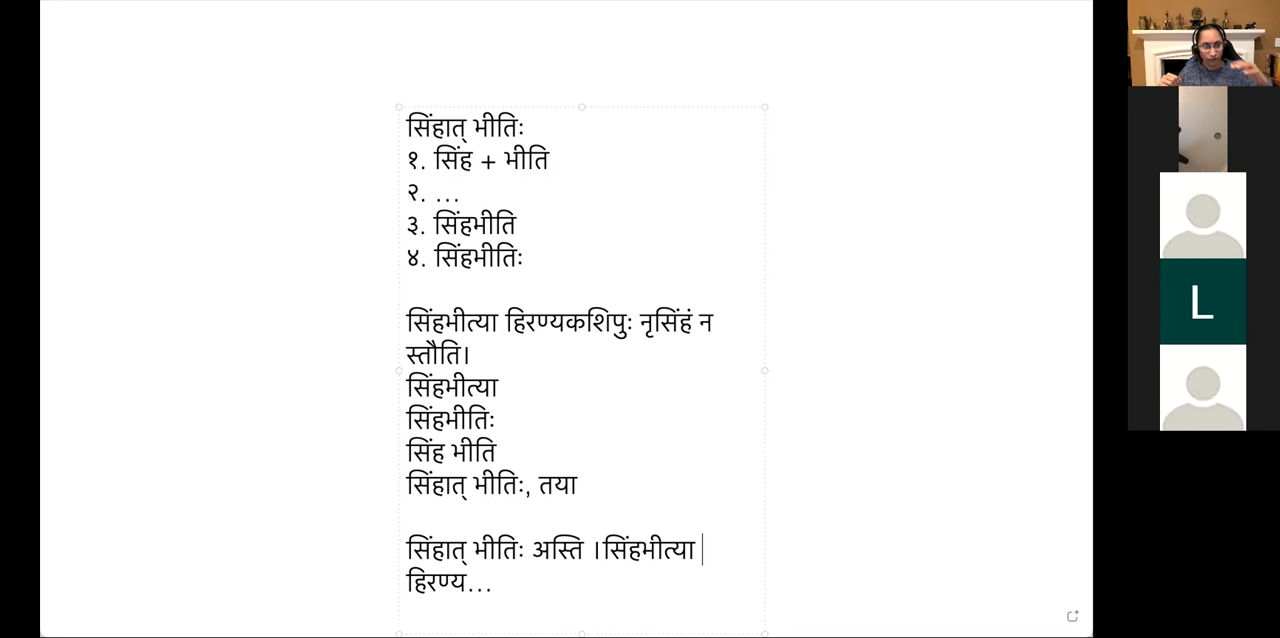 सिंहात् भीतिः
१. सिंह + भीति
२. ...
३. सिंहभीति
४. सिंहभीतिः
सिंहभीत्या हिरण्यकशिपुः नृसिंहं न
स्तौति।
सिंहभीत्या
सिंहभीतिः
सिंह भीति
सिंहात् भीतिः, तया
सिंहात् भीतिः अस्ति ।सिंहभीत्या
हिरण्य...
L